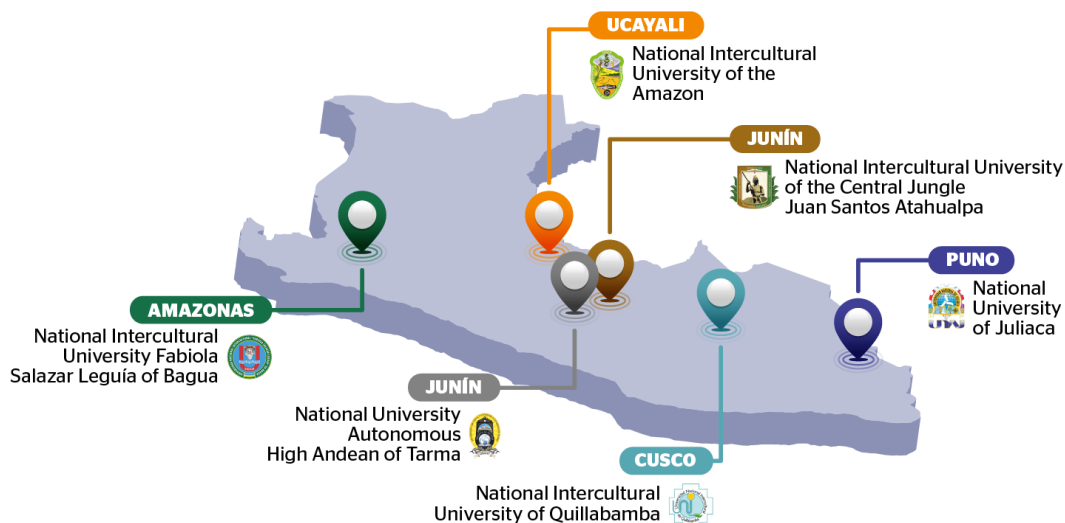 UCAYALI
National Intercultural
University of the
Amazon
JUNÍN
National Intercultural University
of the Central Jungle
Juan Santos Atahualpa
PUNO
National
University
of Juliaca
AMAZONAS
National Intercultural
University Fabiola
Salazar Leguía of Bagua
JUNÍN
National University
Autonomous
High Andean of Tarma
CUSCO
National Intercultural
University of Quillabamba